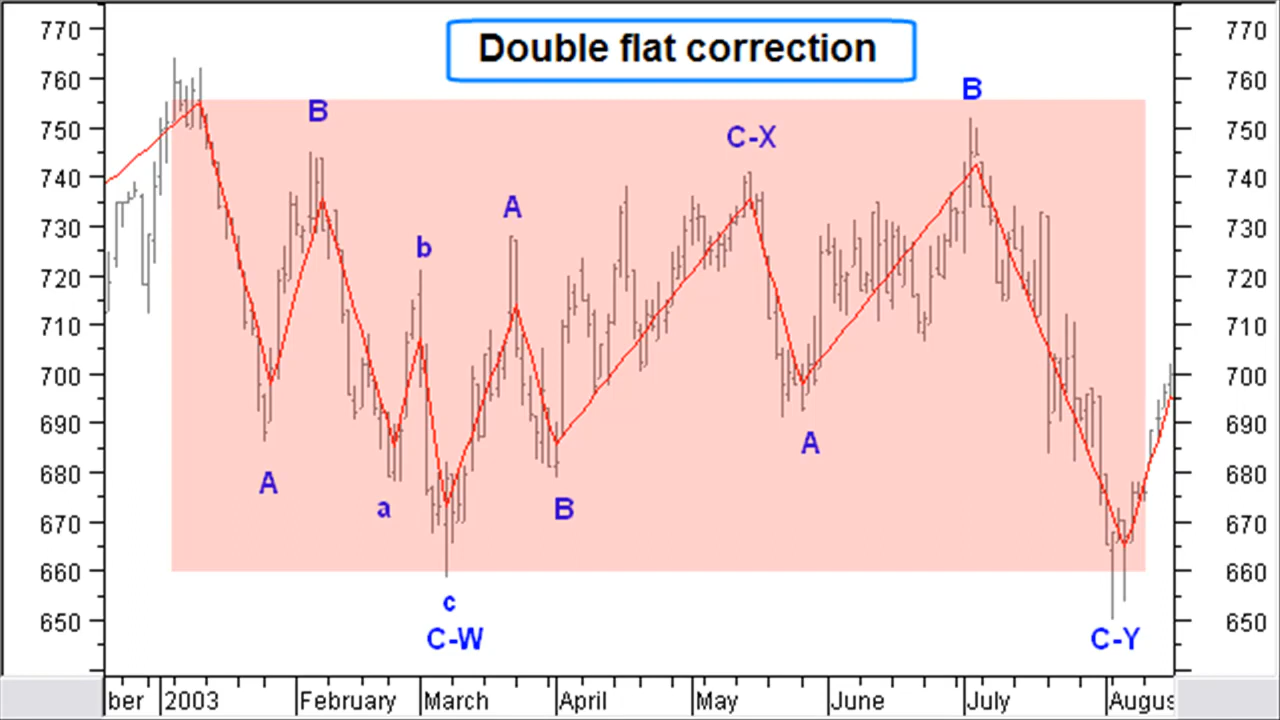 Double flat correction
770 770
760 760
750 750
740 740
730 730
720 720
710 710
700 700
690 690
680 680
670 670
660 660
650 650
B
C-X
B
A
b
A
A
a
B
A
c
C-W
C-Y
ber 2003 February March April May June July Augus